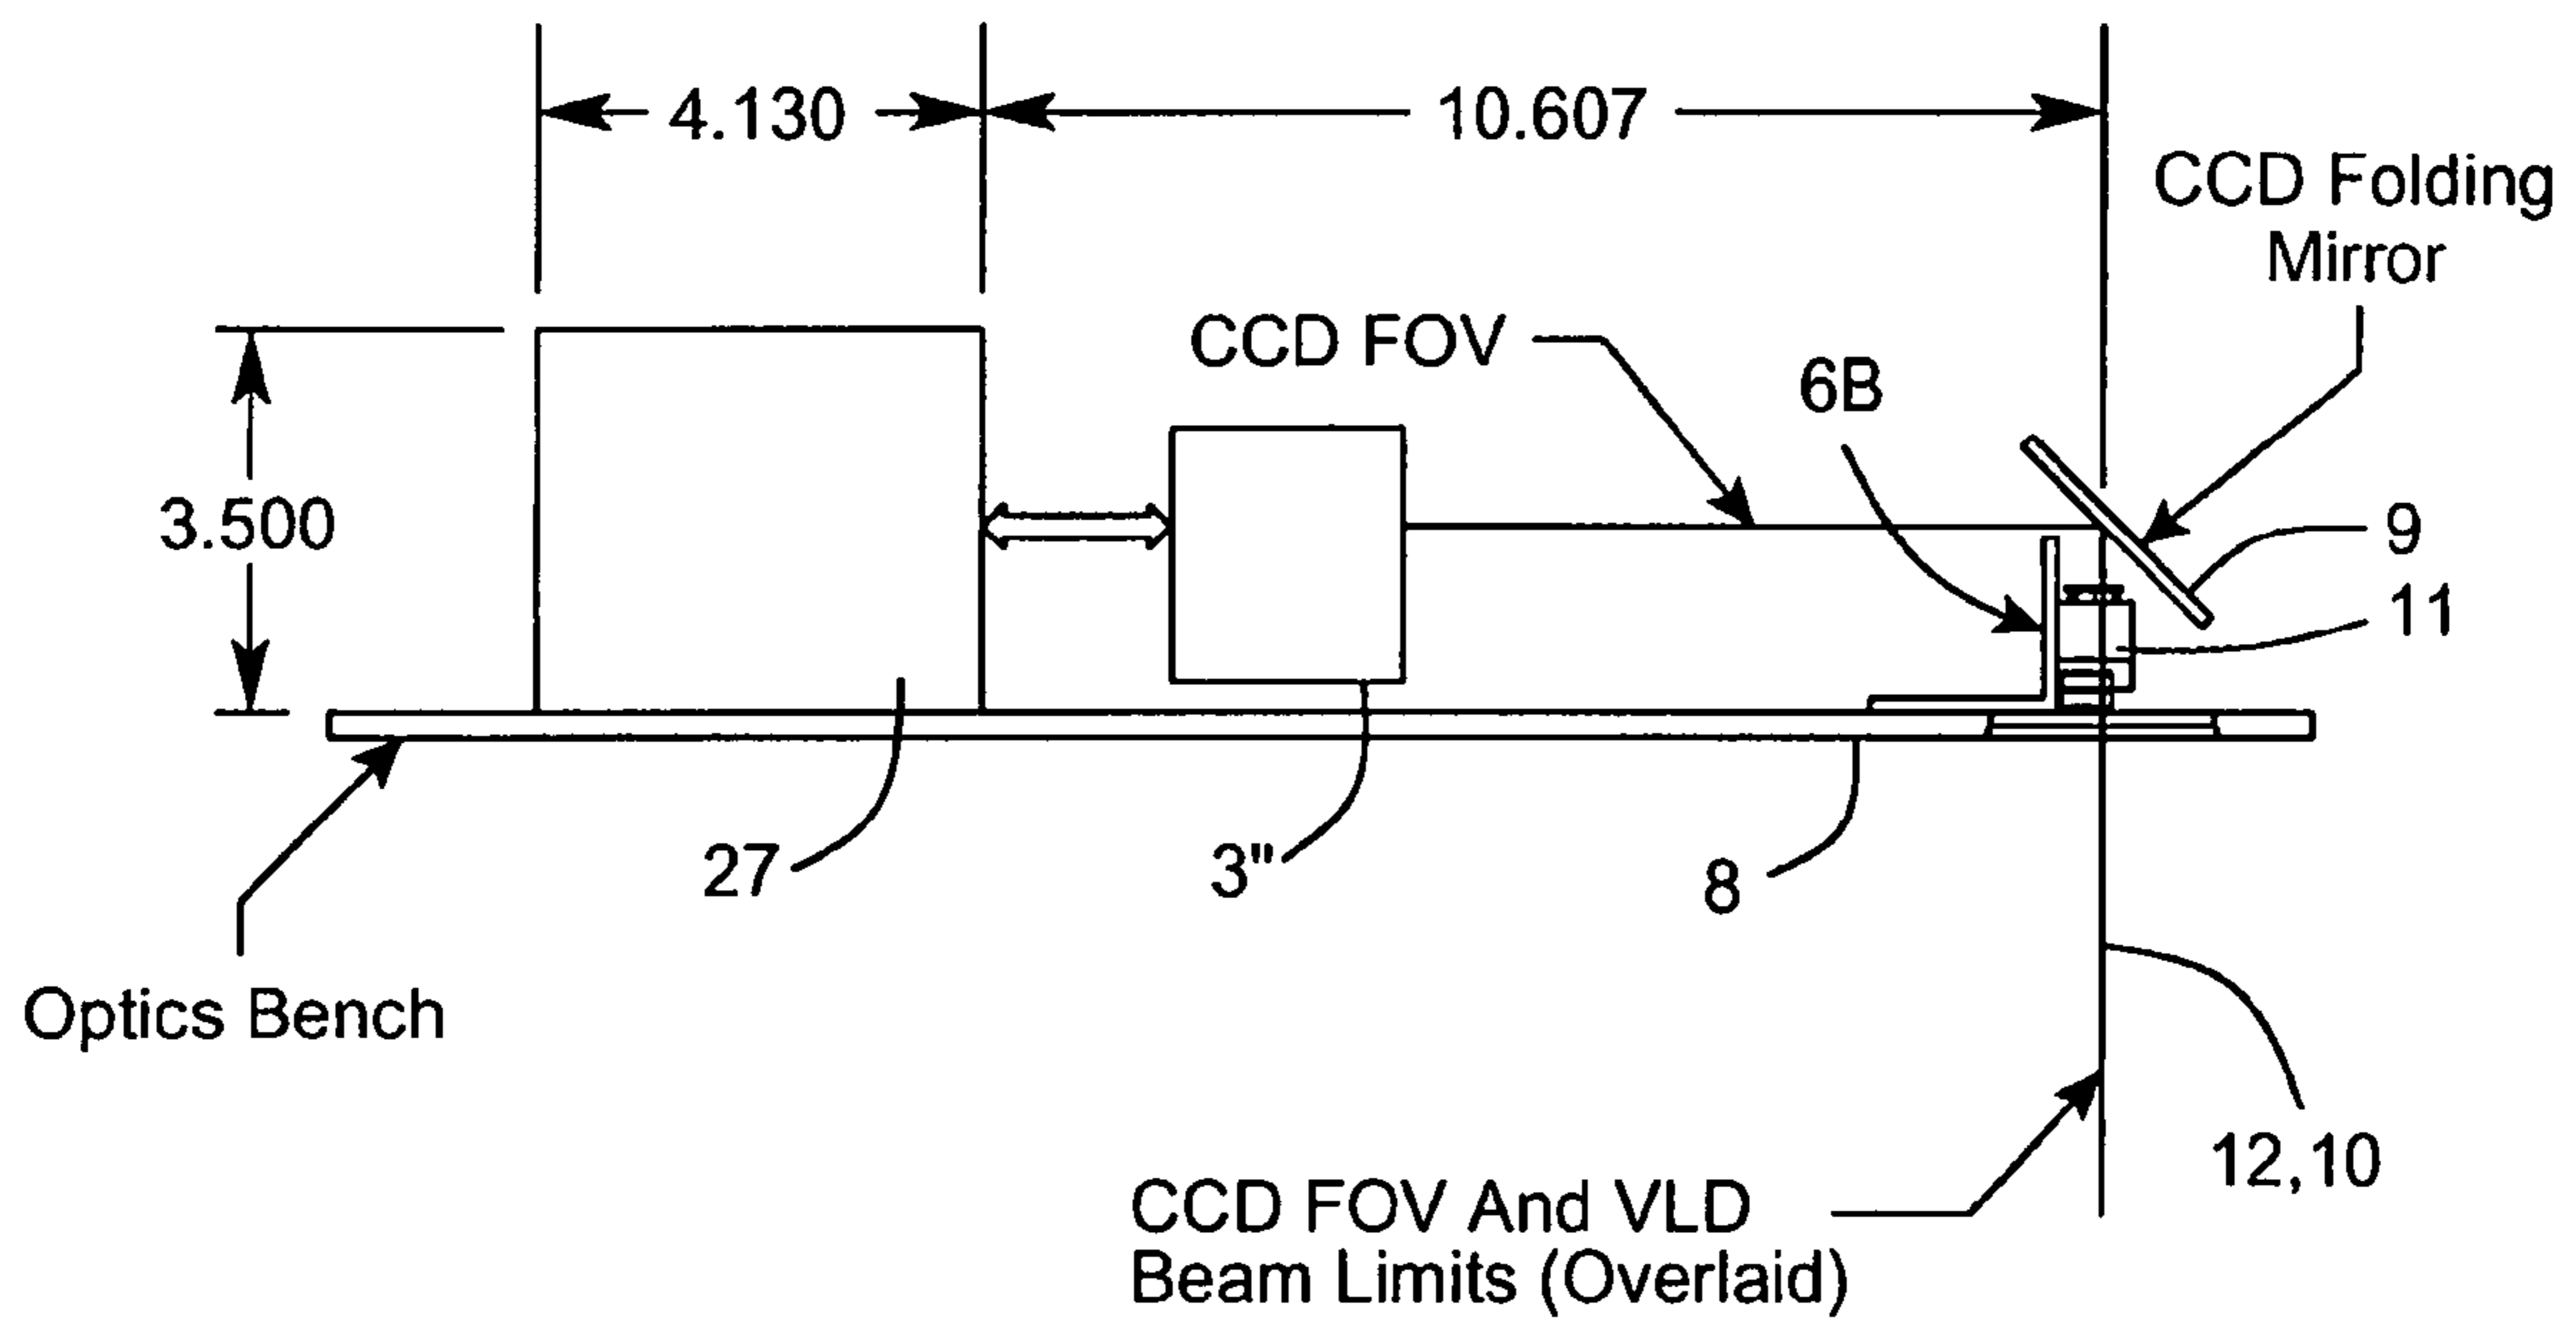 4.130
10.607
CCD Folding
Mirror
CCD FOV
6B
3.500
9
11
27
3"
8
Optics Bench
12,10
CCD FOV And VLD
Beam Limits (Overlaid)